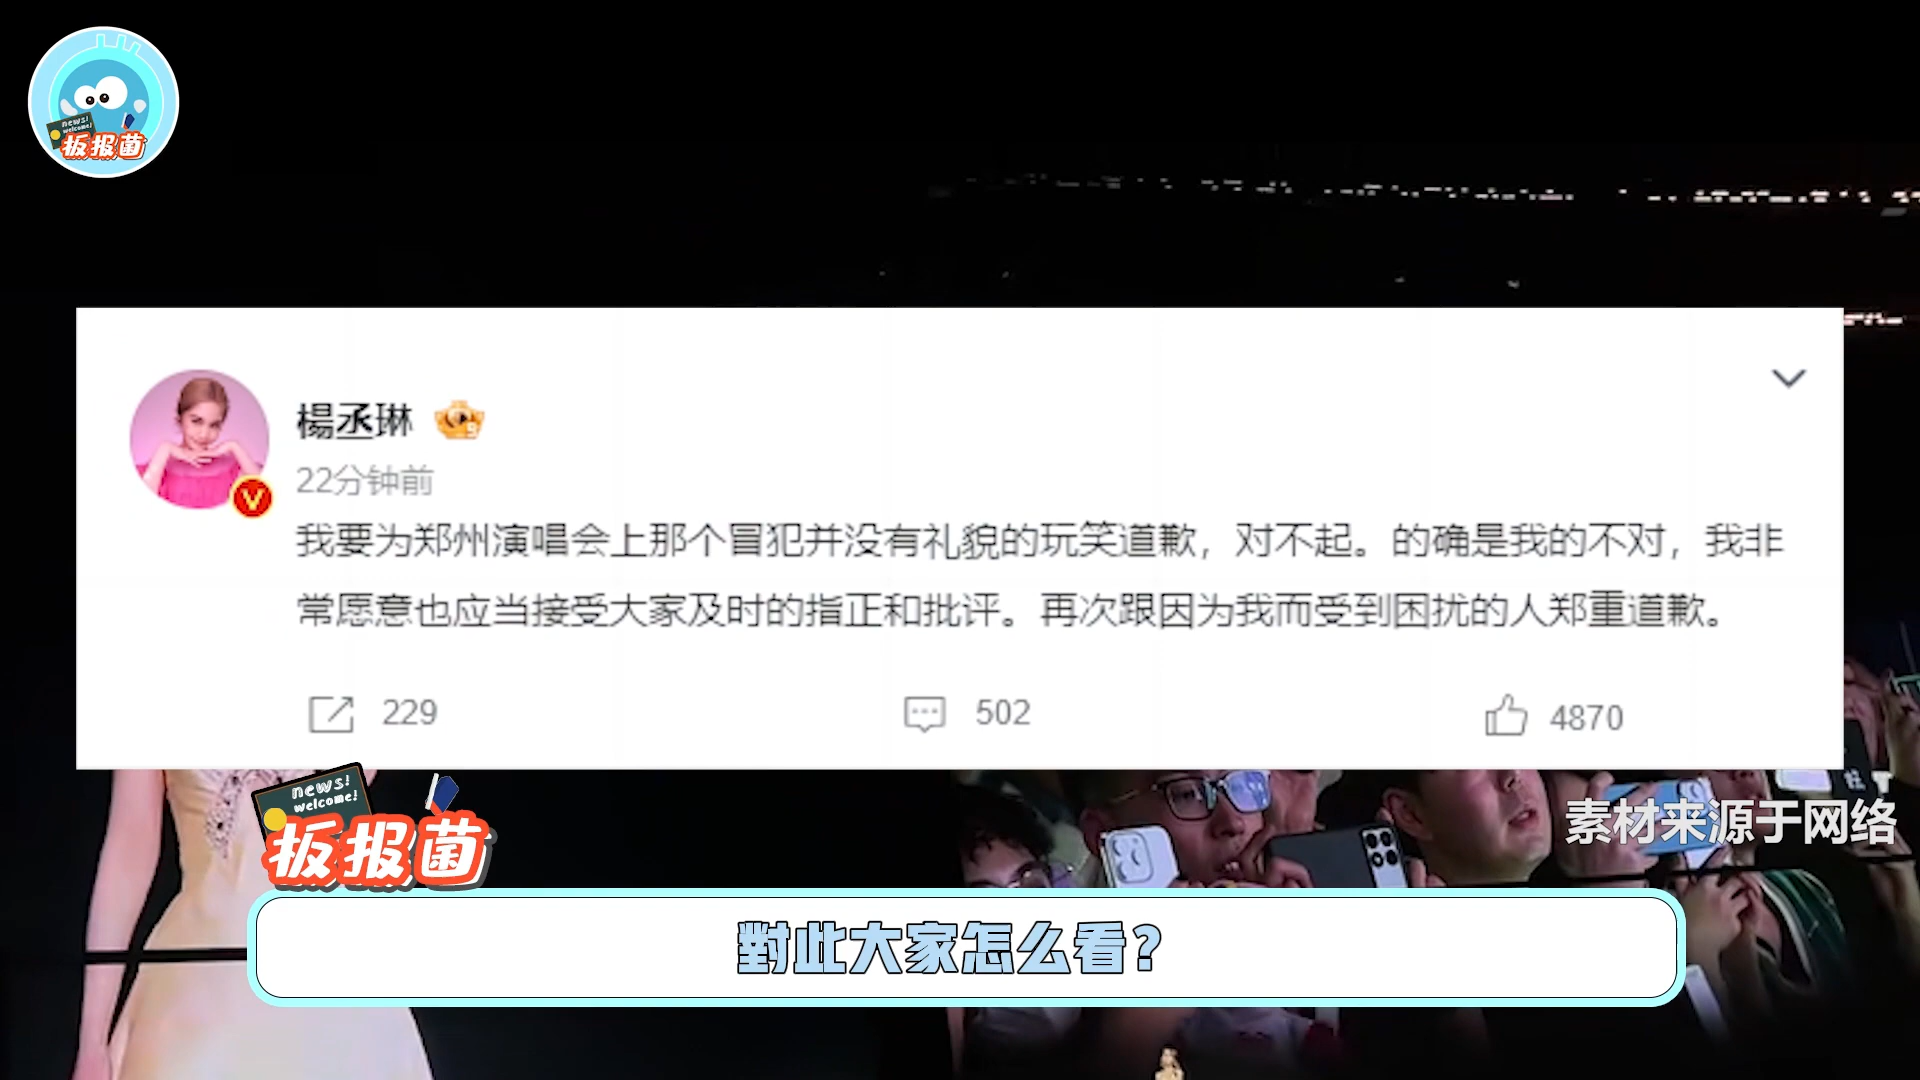 news!
welcome!
板报菌
楊丞琳
22分钟前
我要为郑州演唱会上那个冒犯并没有礼貌的玩笑道歉，对不起。的确是我的不对，我非
常愿意也应当接受大家及时的指正和批评。再次跟因为我而受到困扰的人郑重道歉。
229
502
4870
news!
welcome!
板报菌
素材来源于网络
對此大家怎么看？